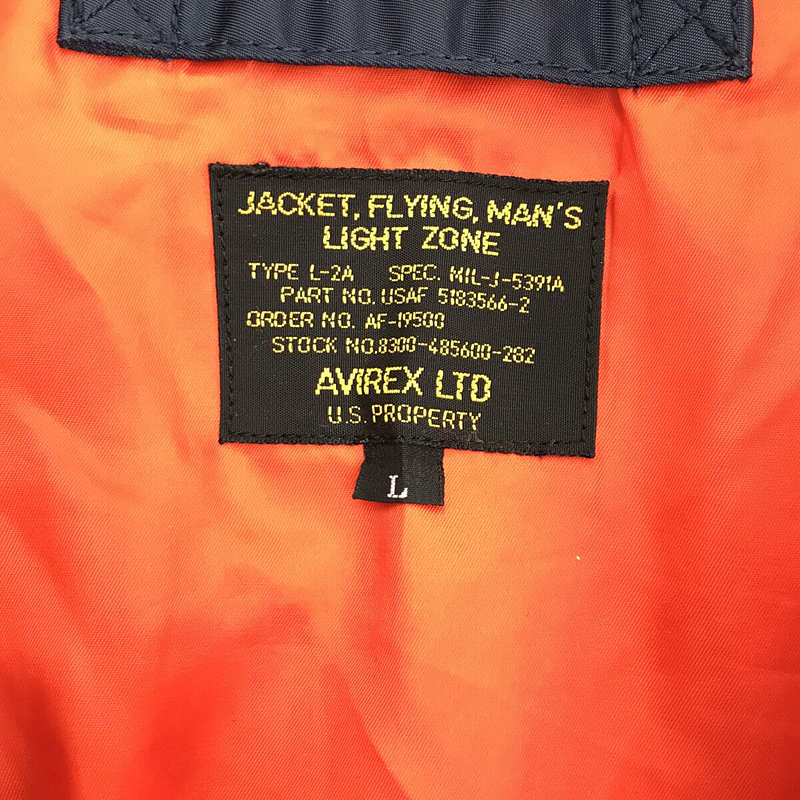 JACKET, FLYING, MAN'S
LIGHT ZONE
TYPE L-2A SPEC. MIL-J-5391A
PART NO. USAF 5183566-2
ORDER NO. AF-19500
STOCK NO.8300-485600-282
AVIREX LTD
U.S. PROPERTY
L